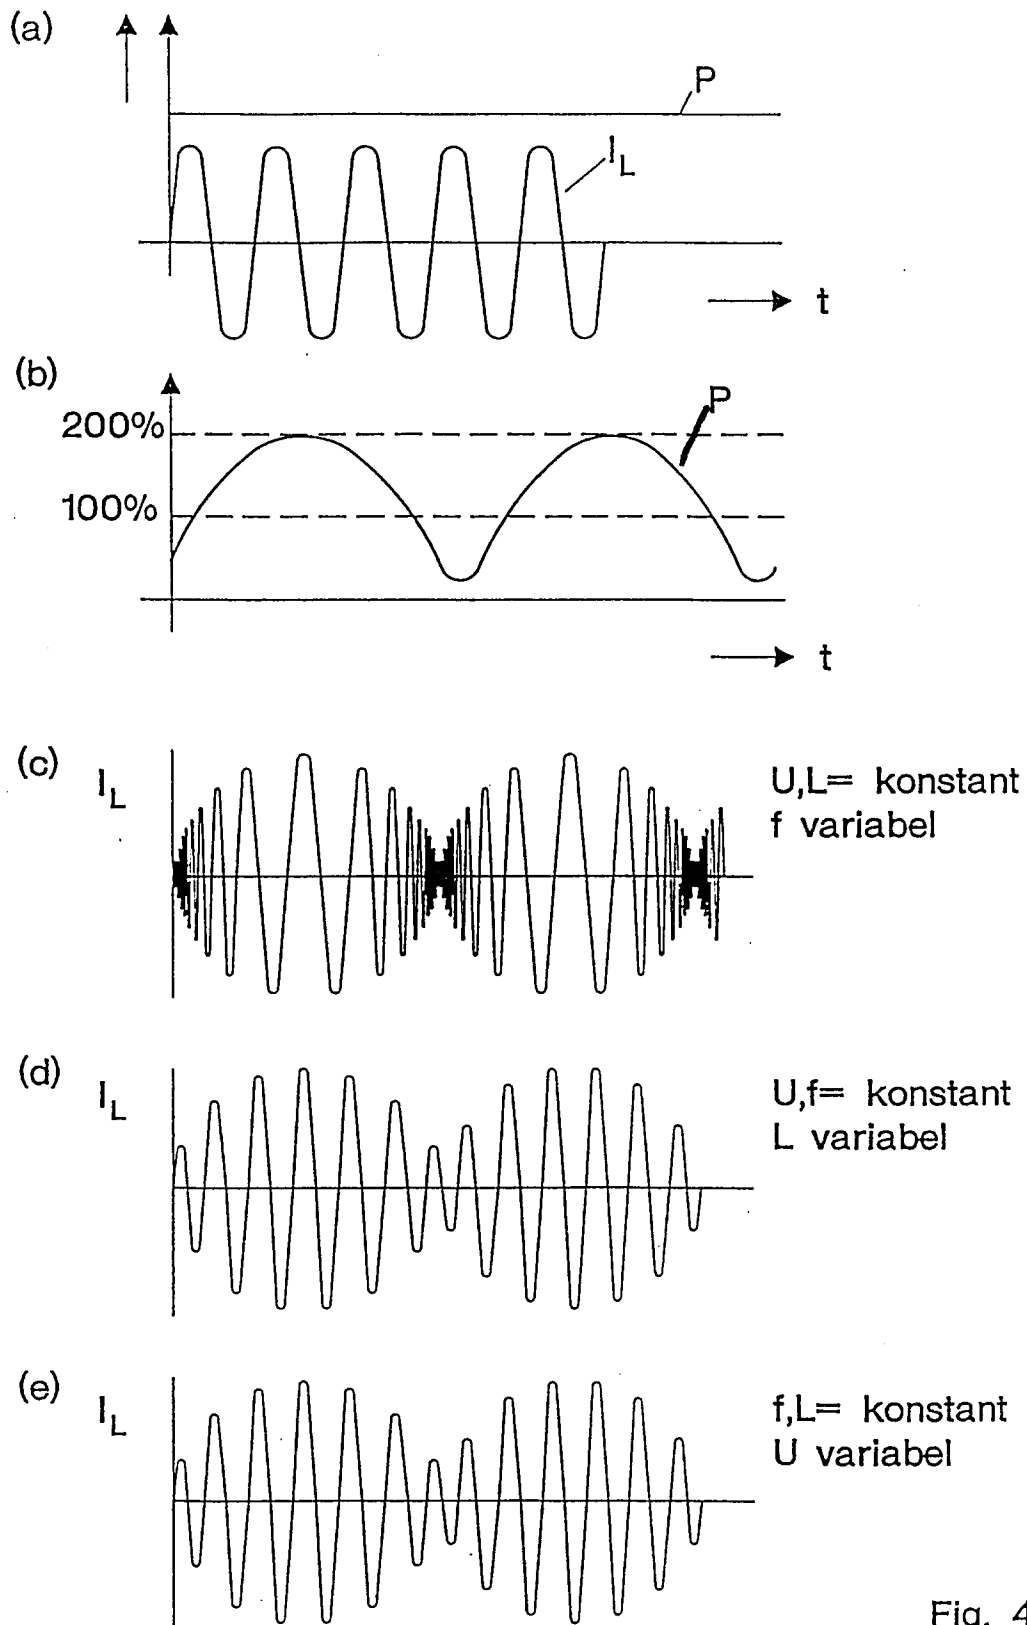 (a)
P
I_L
t
(b)
200%
P
100%
t
(c)
I_L
U,L= konstant
f variabel
(d)
I_L
U,f= konstant
L variabel
(e)
I_L
f,L= konstant
U variabel
Fig. 4